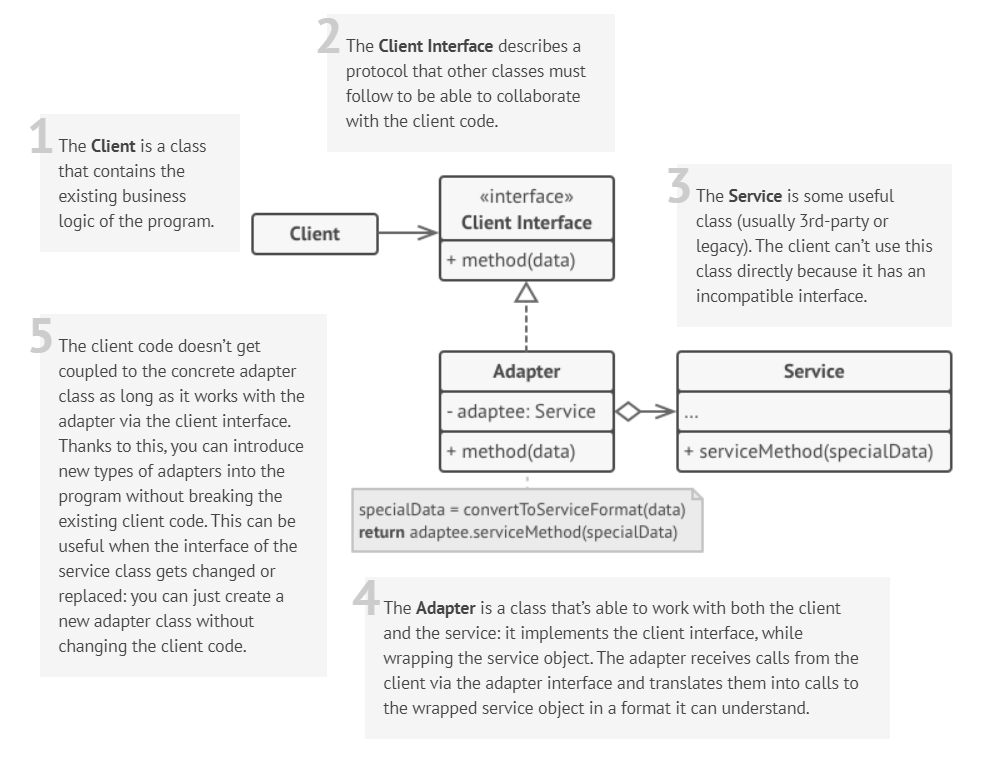 1
The Client is a class
that contains the
existing business
logic of the program.
2
The Client Interface describes a
protocol that other classes must
follow to be able to collaborate
with the client code.
3
The Service is some useful
class (usually 3rd-party or
legacy). The client can’t use this
class directly because it has an
incompatible interface.
Client
«interface»
Client Interface
+ method(data)
Adapter
- adaptee: Service
+ method(data)
Service
...
+ serviceMethod(specialData)
specialData = convertToServiceFormat(data)
return adaptee.serviceMethod(specialData)
4
The Adapter is a class that’s able to work with both the client
and the service: it implements the client interface, while
wrapping the service object. The adapter receives calls from the
client via the adapter interface and translates them into calls to
the wrapped service object in a format it can understand.
5
The client code doesn’t get
coupled to the concrete adapter
class as long as it works with the
adapter via the client interface.
Thanks to this, you can introduce
new types of adapters into the
program without breaking the
existing client code. This can be
useful when the interface of the
service class gets changed or
replaced: you can just create a
new adapter class without
changing the client code.